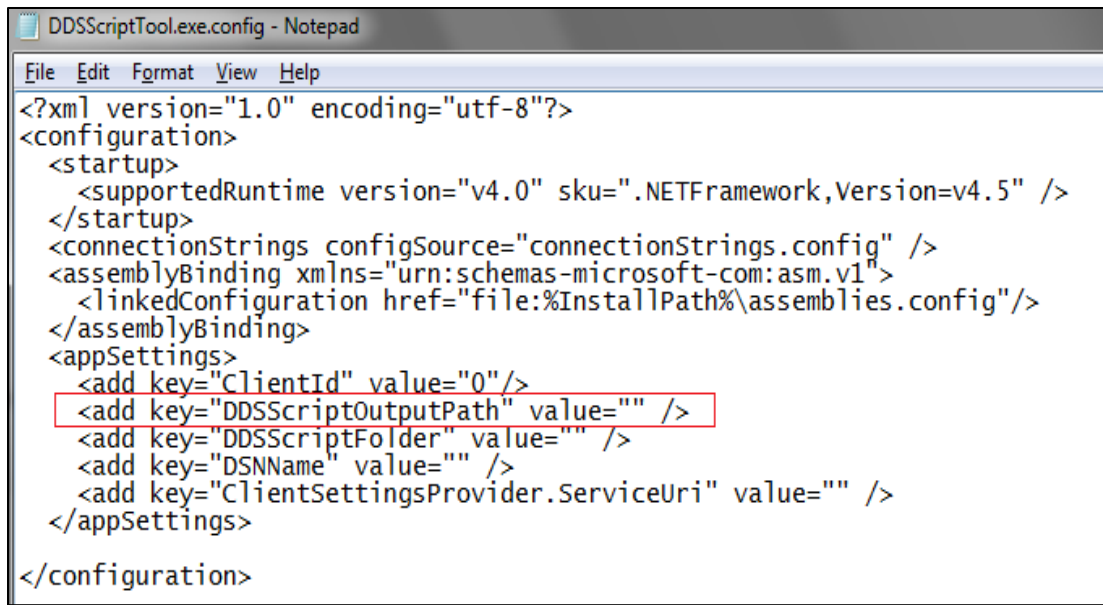 DDSScriptTool.exe.config - Notepad
File Edit Format View Help
<?xml version="1.0" encoding="utf-8"?>
<configuration>
  <startup>
    <supportedRuntime version="v4.0" sku=".NETFramework,Version=v4.5" />
  </startup>
  <connectionStrings configSource="connectionStrings.config" />
  <assemblyBinding xmlns="urn:schemas-microsoft-com:asm.v1">
    <linkedConfiguration href="file:%InstallPath%\assemblies.config"/>
  </assemblyBinding>
  <appSettings>
    <add key="ClientId" value="0"/>
    <add key="DDSScriptOutputPath" value="" />
    <add key="DDSScriptFolder" value="" />
    <add key="DSNName" value="" />
    <add key="ClientSettingsProvider.ServiceUri" value="" />
  </appSettings>
</configuration>